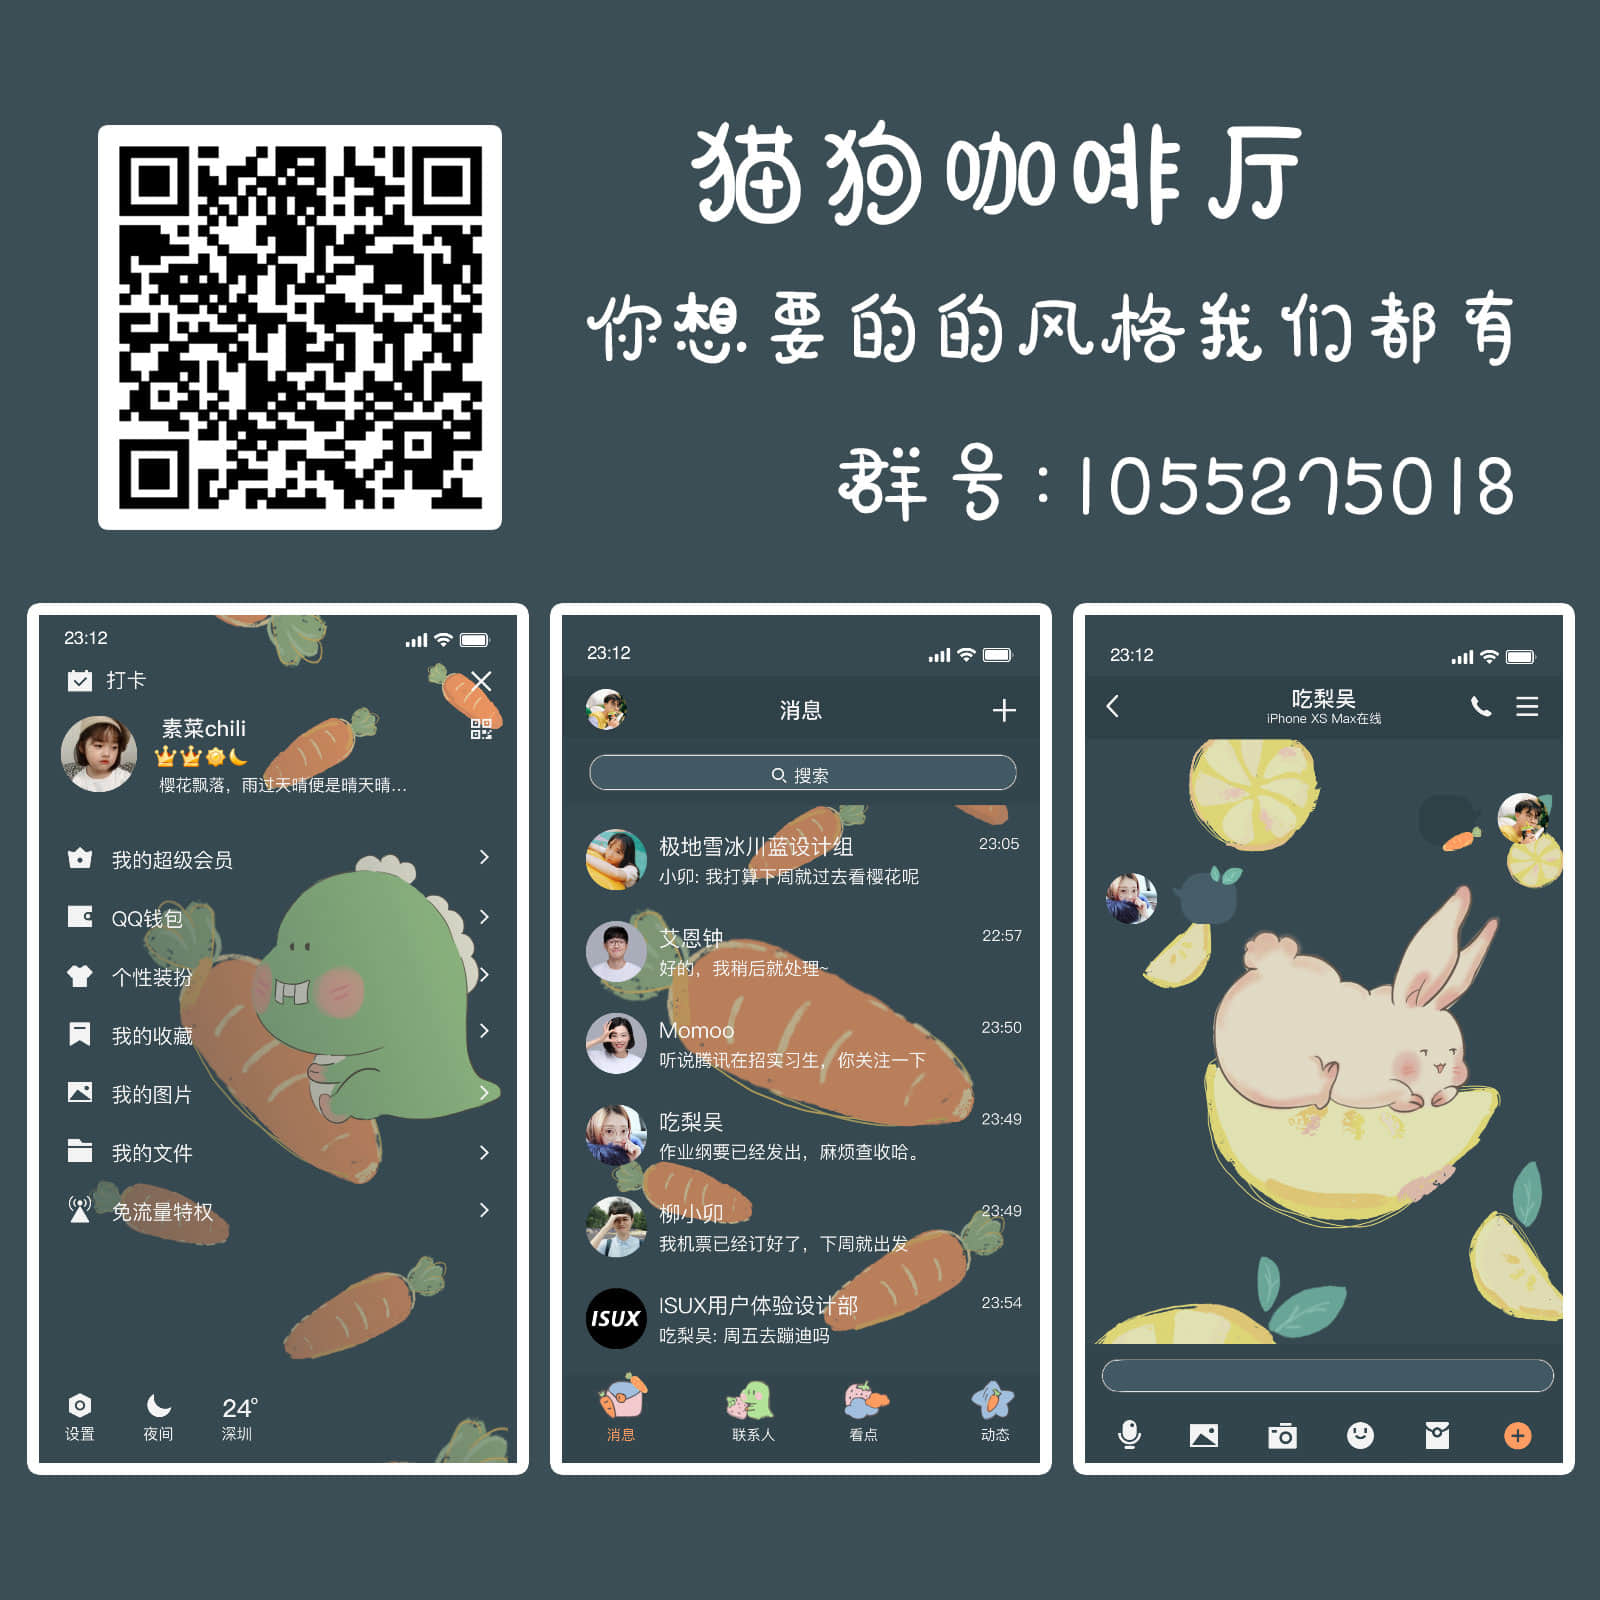 猫狗咖啡厅
你想要的的风格我们都有
群号:1055275018
23:12
打卡
素菜chili
樱花飘落，雨过天晴便是晴天晴...
我的超级会员
QQ钱包
个性装扮
我的收藏
我的图片
我的文件
免流量特权
24°
设置 夜间 深圳
23:12
消息
搜索
极地雪冰川蓝设计组 23:05
小卯: 我打算下周就过去看樱花呢
艾恩钟 22:57
好的，我稍后就处理~
Momoo 23:50
听说腾讯在招实习生，你关注一下
吃梨吴 23:49
作业纲要已经发出，麻烦查收哈。
柳小卯 23:49
我机票已经订好了，下周就出发
ISUX
ISUX用户体验设计部 23:54
吃梨吴: 周五去蹦迪吗
消息 联系人 看点 动态
23:12
吃梨吴
iPhone XS Max在线